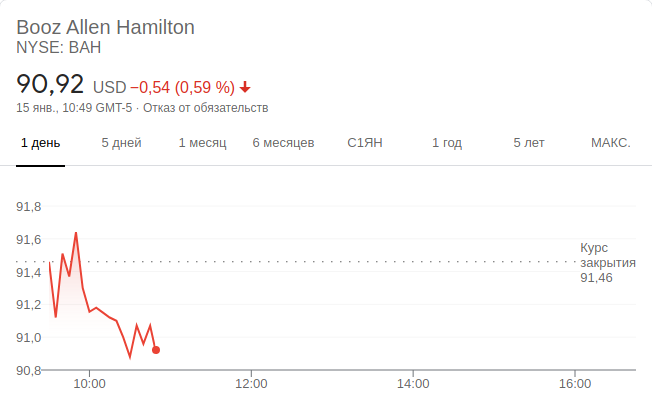 Booz Allen Hamilton
NYSE: BAH
90,92 USD −0,54 (0,59 %)
15 янв., 10:49 GMT-5 · Отказ от обязательств
1 день 5 дней 1 месяц 6 месяцев С1ЯН 1 год 5 лет МАКС.
91,8
91,6
91,4
91,2
91,0
90,8
Курс
закрытия
91,46
10:00 12:00 14:00 16:00